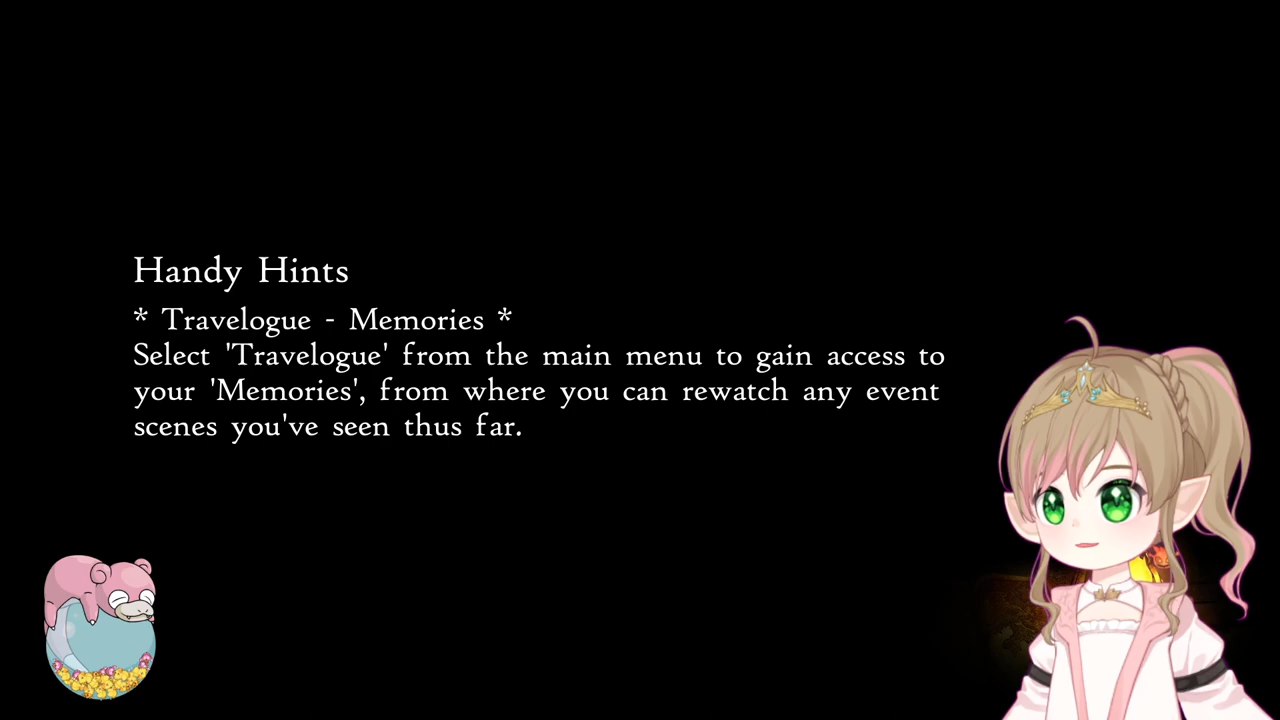 Handy Hints
* Travelogue - Memories *
Select 'Travelogue' from the main menu to gain access to
your 'Memories', from where you can rewatch any event
scenes you've seen thus far.